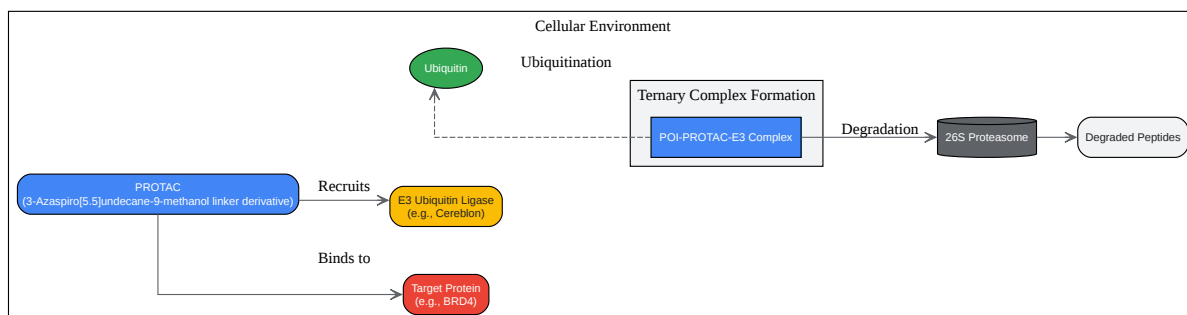 Cellular Environment
Ubiquitin
Ubiquitination
Ternary Complex Formation
POI-PROTAC-E3 Complex
Degradation
26S Proteasome
Degraded Peptides
PROTAC
(3-Azaspiro[5.5]undecane-9-methanol linker derivative)
Recruits
E3 Ubiquitin Ligase
(e.g., Cereblon)
Binds to
Target Protein
(e.g., BRD4)